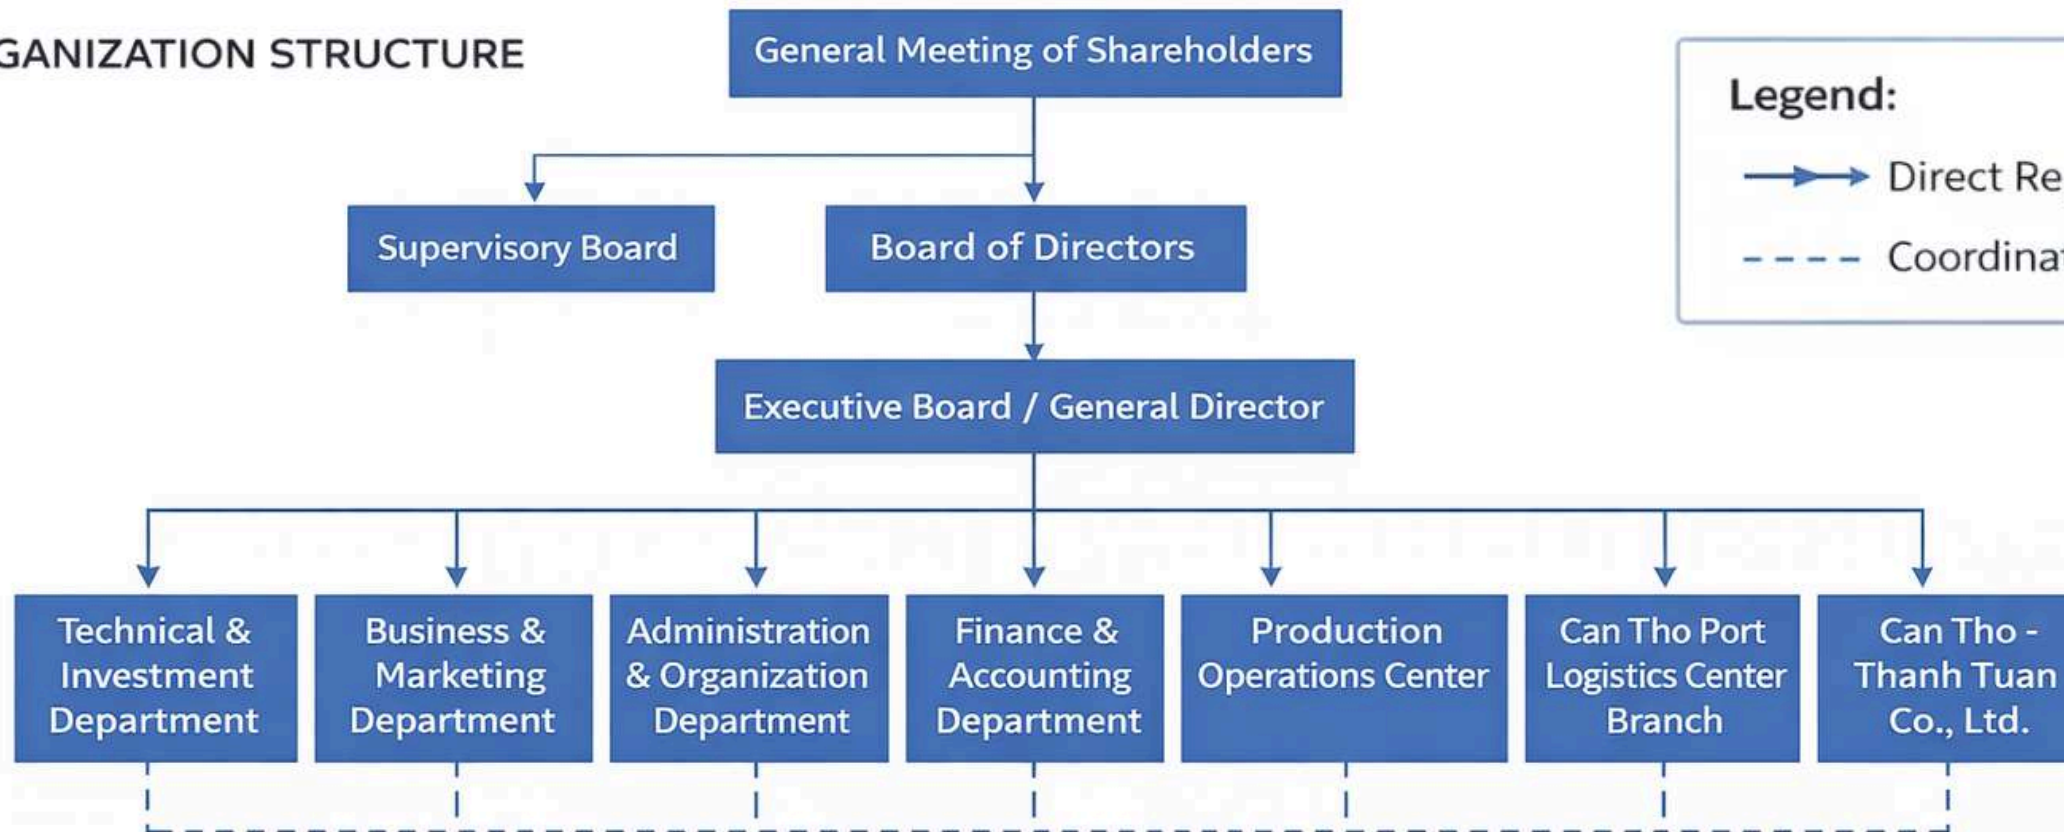 GANIZATION STRUCTURE
General Meeting of Shareholders
Legend:
Direct Re
Coordinat
Supervisory Board
Board of Directors
Executive Board / General Director
Technical &
Investment
Department
Business &
Marketing
Department
Administration
& Organization
Department
Finance &
Accounting
Department
Production
Operations Center
Can Tho Port
Logistics Center
Branch
Can Tho -
Thanh Tuan
Co., Ltd.